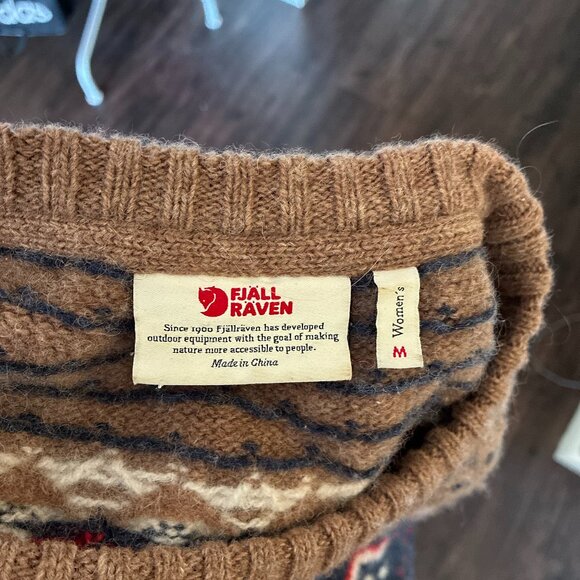 das
FJÄLL
RÄVEN
Since 1960 Fjällräven has developed
outdoor equipment with the goal of making
nature more accessible to people.
Made in China
Women's
M